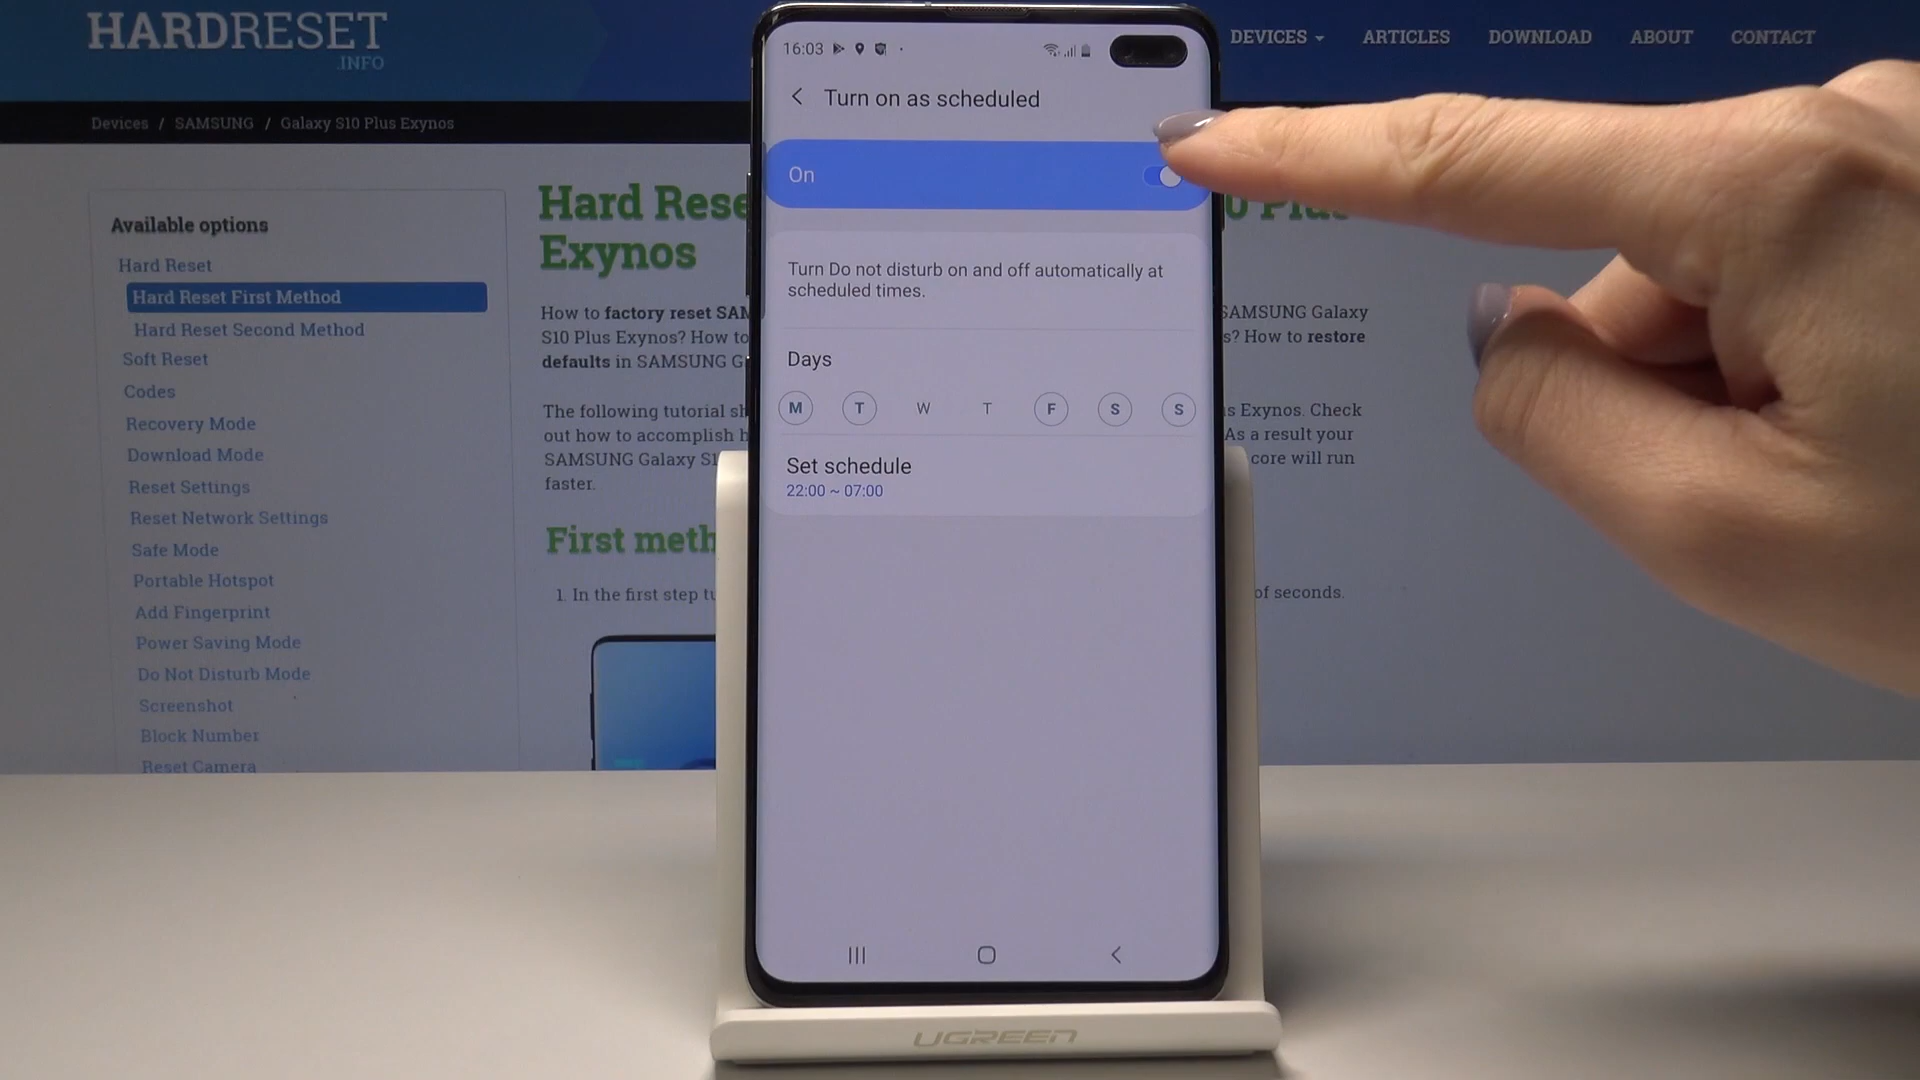 HARDRESET
.INFO
DEVICES
ARTICLES
DOWNLOAD
ABOUT
CONTACT
Devices / SAMSUNG / Galaxy S10 Plus Exynos
Available options
Hard Reset
Hard Reset First Method
Hard Reset Second Method
Soft Reset
Codes
Recovery Mode
Download Mode
Reset Settings
Reset Network Settings
Safe Mode
Portable Hotspot
Add Fingerprint
Power Saving Mode
Do Not Disturb Mode
Screenshot
Block Number
Reset Camera
Hard Rese
Exynos
How to factory reset SAM
SAMSUNG Galaxy
S10 Plus Exynos? How to
s? How to restore
defaults in SAMSUNG G
The following tutorial sh
s Exynos. Check
out how to accomplish h
As a result your
SAMSUNG Galaxy S1
core will run
faster.
First meth
1. In the first step tu
of seconds.
16:03
Turn on as scheduled
On
Turn Do not disturb on and off automatically at
scheduled times.
Days
M T W T F S S
Set schedule
22:00 ~ 07:00
UGREEN